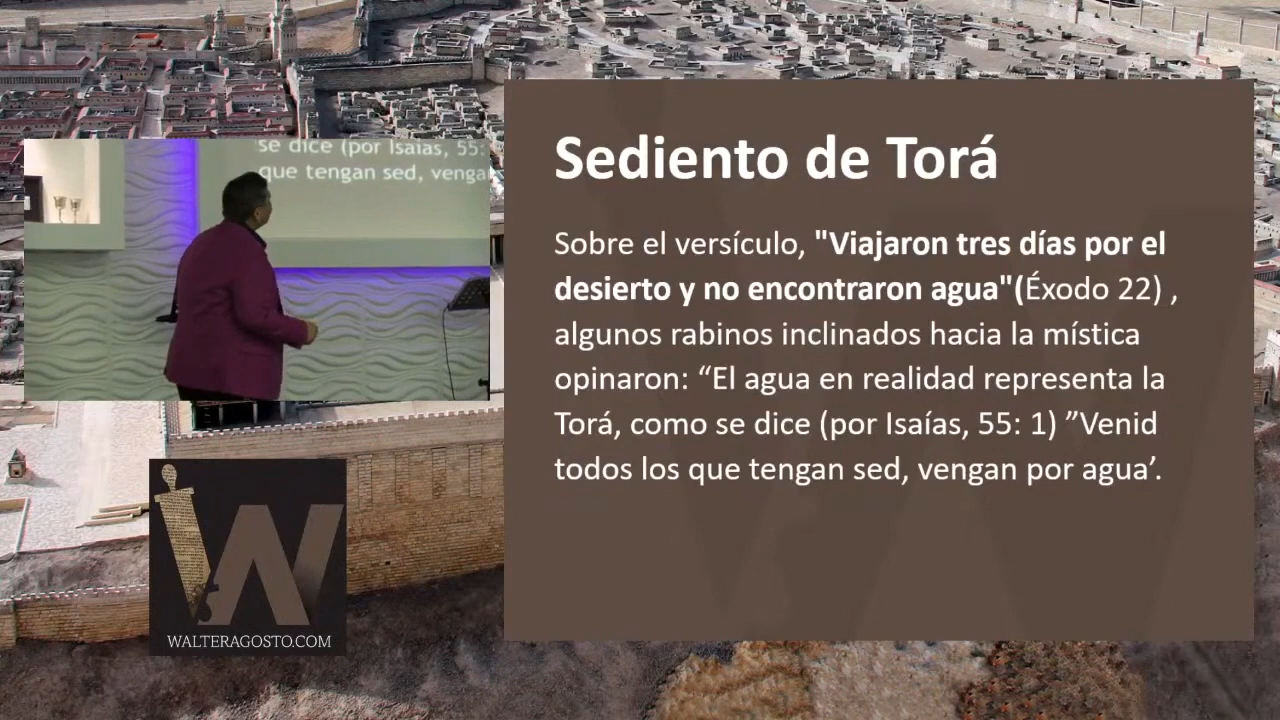 se dice (por Isaías, 55:
que tengan sed, venga
Sediento de Torá
Sobre el versículo, "Viajaron tres días por el
desierto y no encontraron agua"(Éxodo 22) ,
algunos rabinos inclinados hacia la mística
opinaron: “El agua en realidad representa la
Torá, como se dice (por Isaías, 55: 1) ”Venid
todos los que tengan sed, vengan por agua’.
W
WALTERAGOSTO.COM